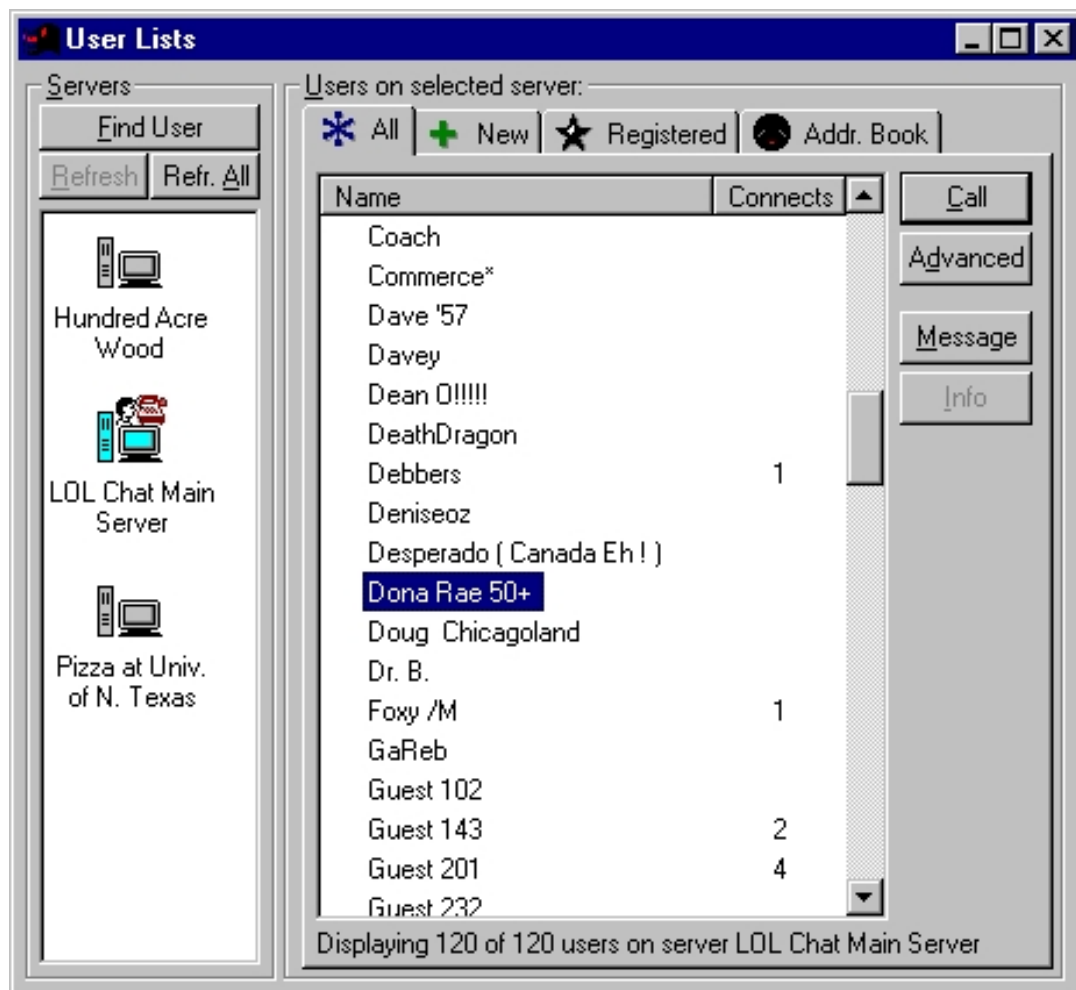 User Lists
Servers
Find User
Refresh Refr. All
Hundred Acre
Wood
LOL Chat Main
Server
Pizza at Univ.
of N. Texas
Users on selected server:
All New Registered Addr. Book
Name Connects
Coach
Commerce*
Dave '57
Davey
Dean O!!!!!
DeathDragon
Debbers 1
Deniseoz
Desperado ( Canada Eh ! )
Dona Rae 50+
Doug Chicagoland
Dr. B.
Foxy /M 1
GaReb
Guest 102
Guest 143 2
Guest 201 4
Guest 232
Call
Advanced
Message
Info
Displaying 120 of 120 users on server LOL Chat Main Server